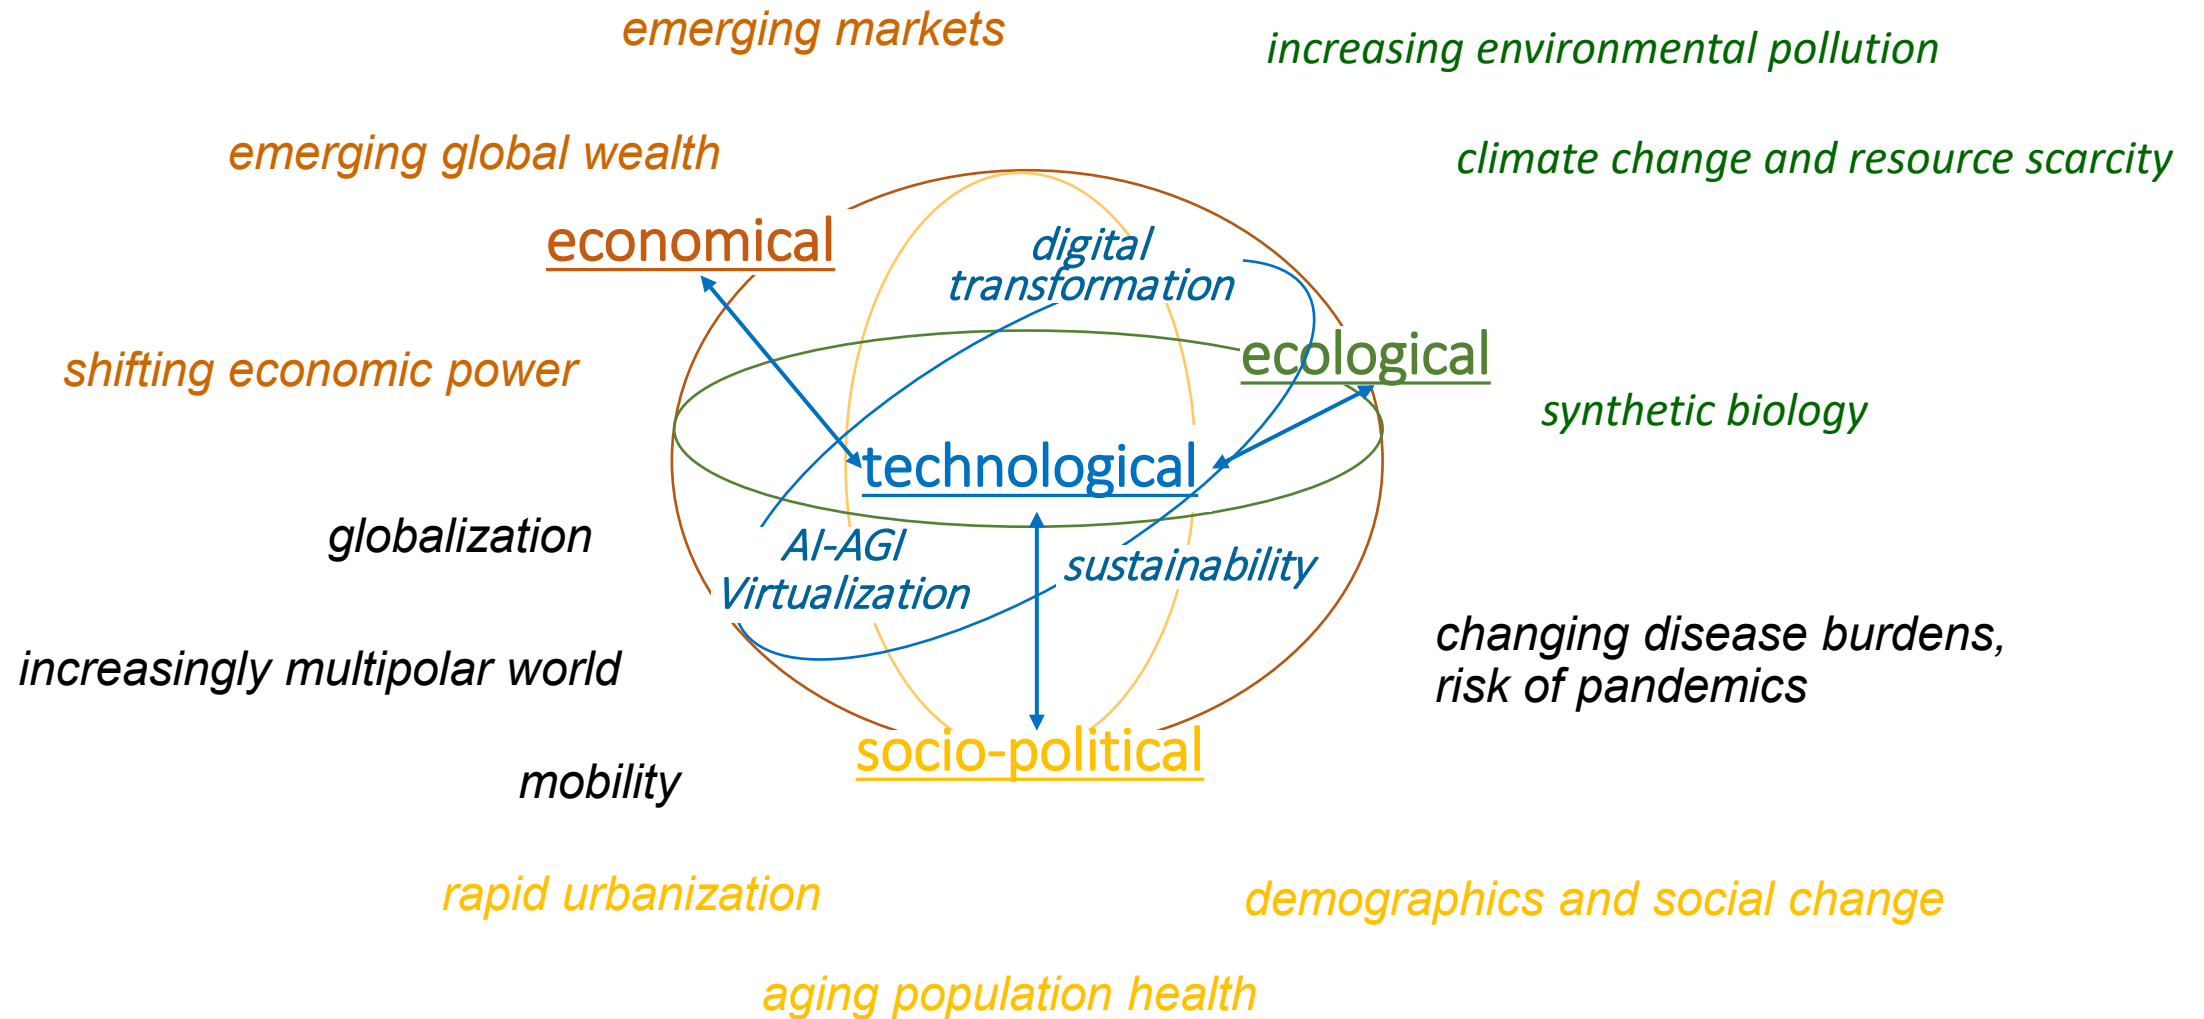 emerging markets
increasing environmental pollution
emerging global wealth
climate change and resource scarcity
economical
digital
transformation
ecological
shifting economic power
synthetic biology
technological
globalization
AI-AGI
Virtualization
sustainability
increasingly multipolar world
changing disease burdens,
risk of pandemics
socio-political
mobility
rapid urbanization
demographics and social change
aging population health